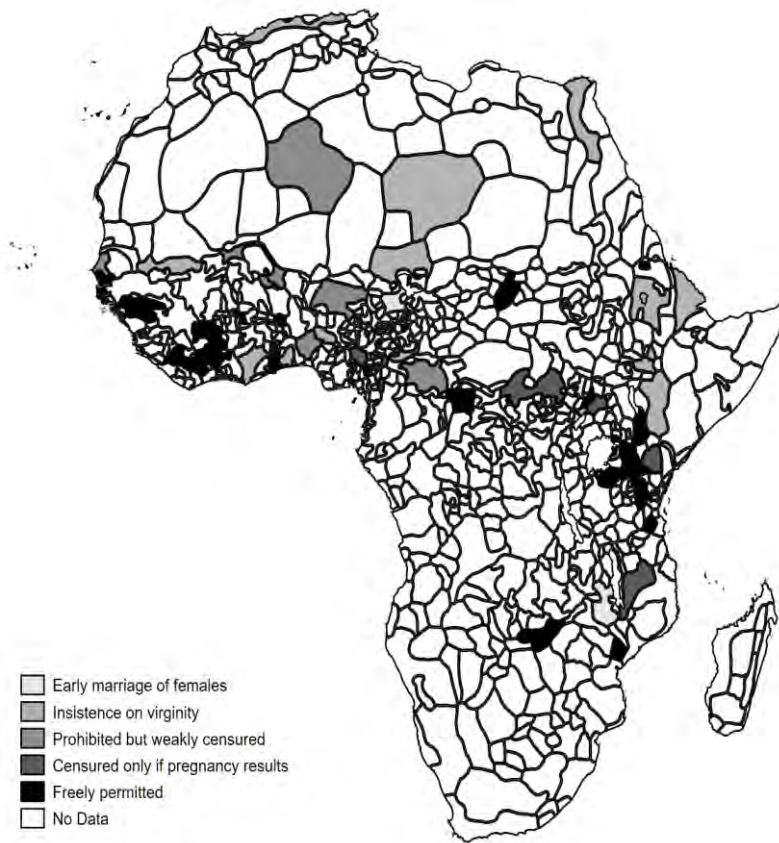 Early marriage of females
Insistence on virginity
Prohibited but weakly censured
Censured only if pregnancy results
Freely permitted
No Data